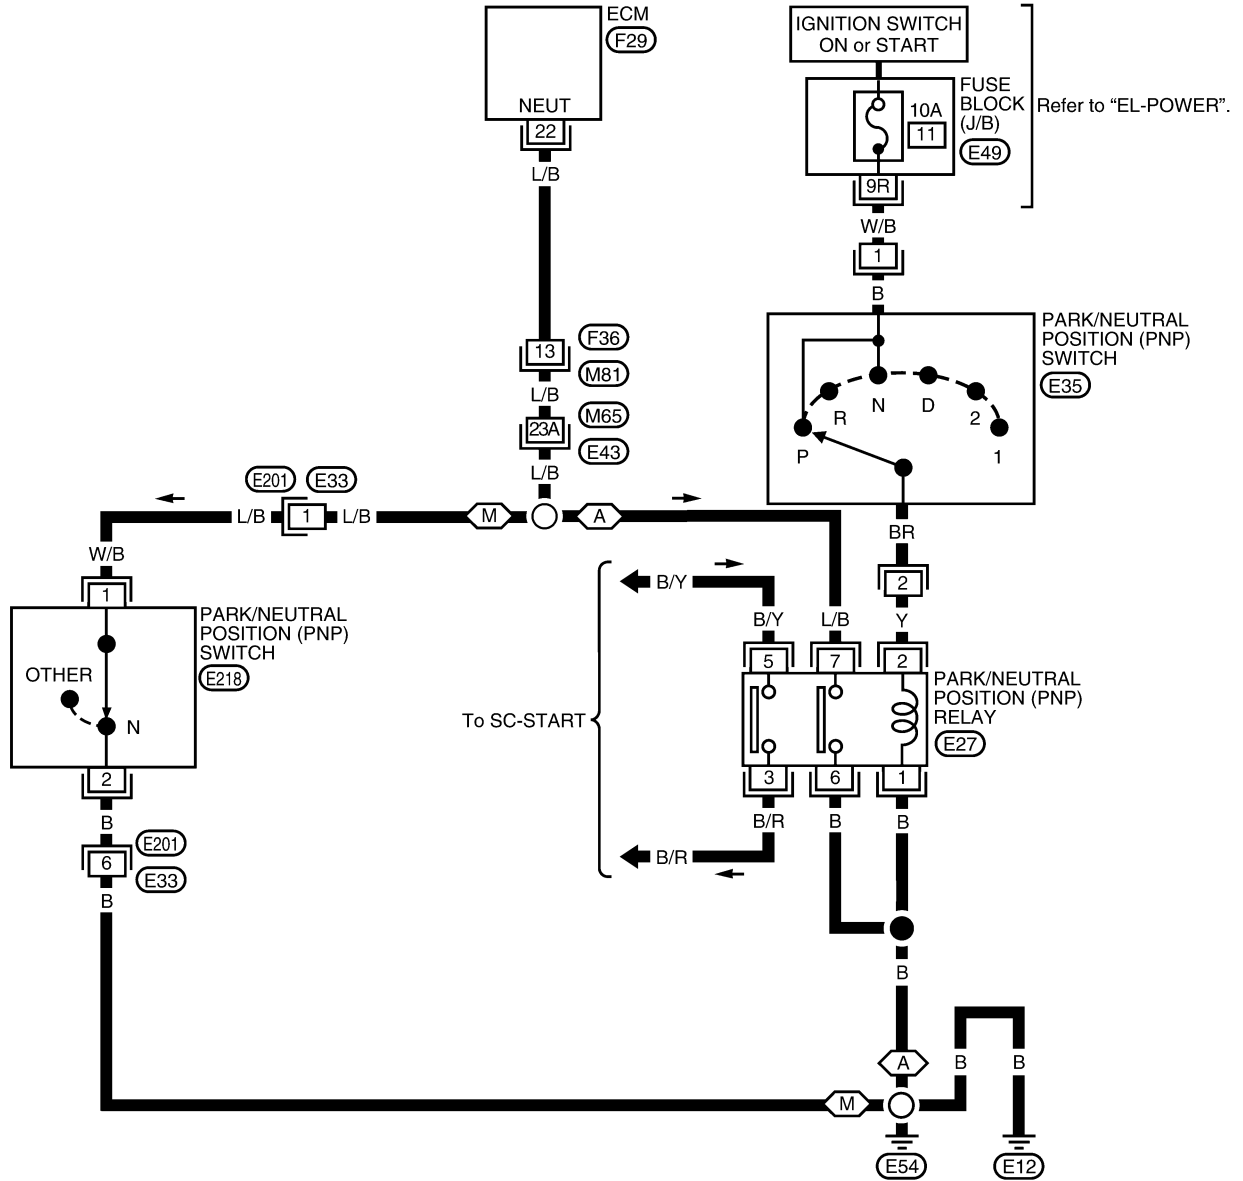 ECM
F29
NEUT
22
L/B
IGNITION SWITCH
ON or START
FUSE
BLOCK
(J/B)
E49
10A
11
Refer to “EL-POWER”.
9R
W/B
1
B
13
F36
M81
L/B
23A
M65
E43
L/B
PARK/NEUTRAL
POSITION (PNP)
SWITCH
E35
P
R
N
D
2
1
BR
2
Y
E201
E33
L/B
1
L/B
M
A
W/B
1
PARK/NEUTRAL
POSITION (PNP)
SWITCH
E218
OTHER
N
2
B
6
E201
E33
B
B/Y
B/Y
L/B
5
7
2
PARK/NEUTRAL
POSITION (PNP)
RELAY
E27
To SC-START
3
6
1
B/R
B
B
B/R
B
A
B
B
M
E54
E12